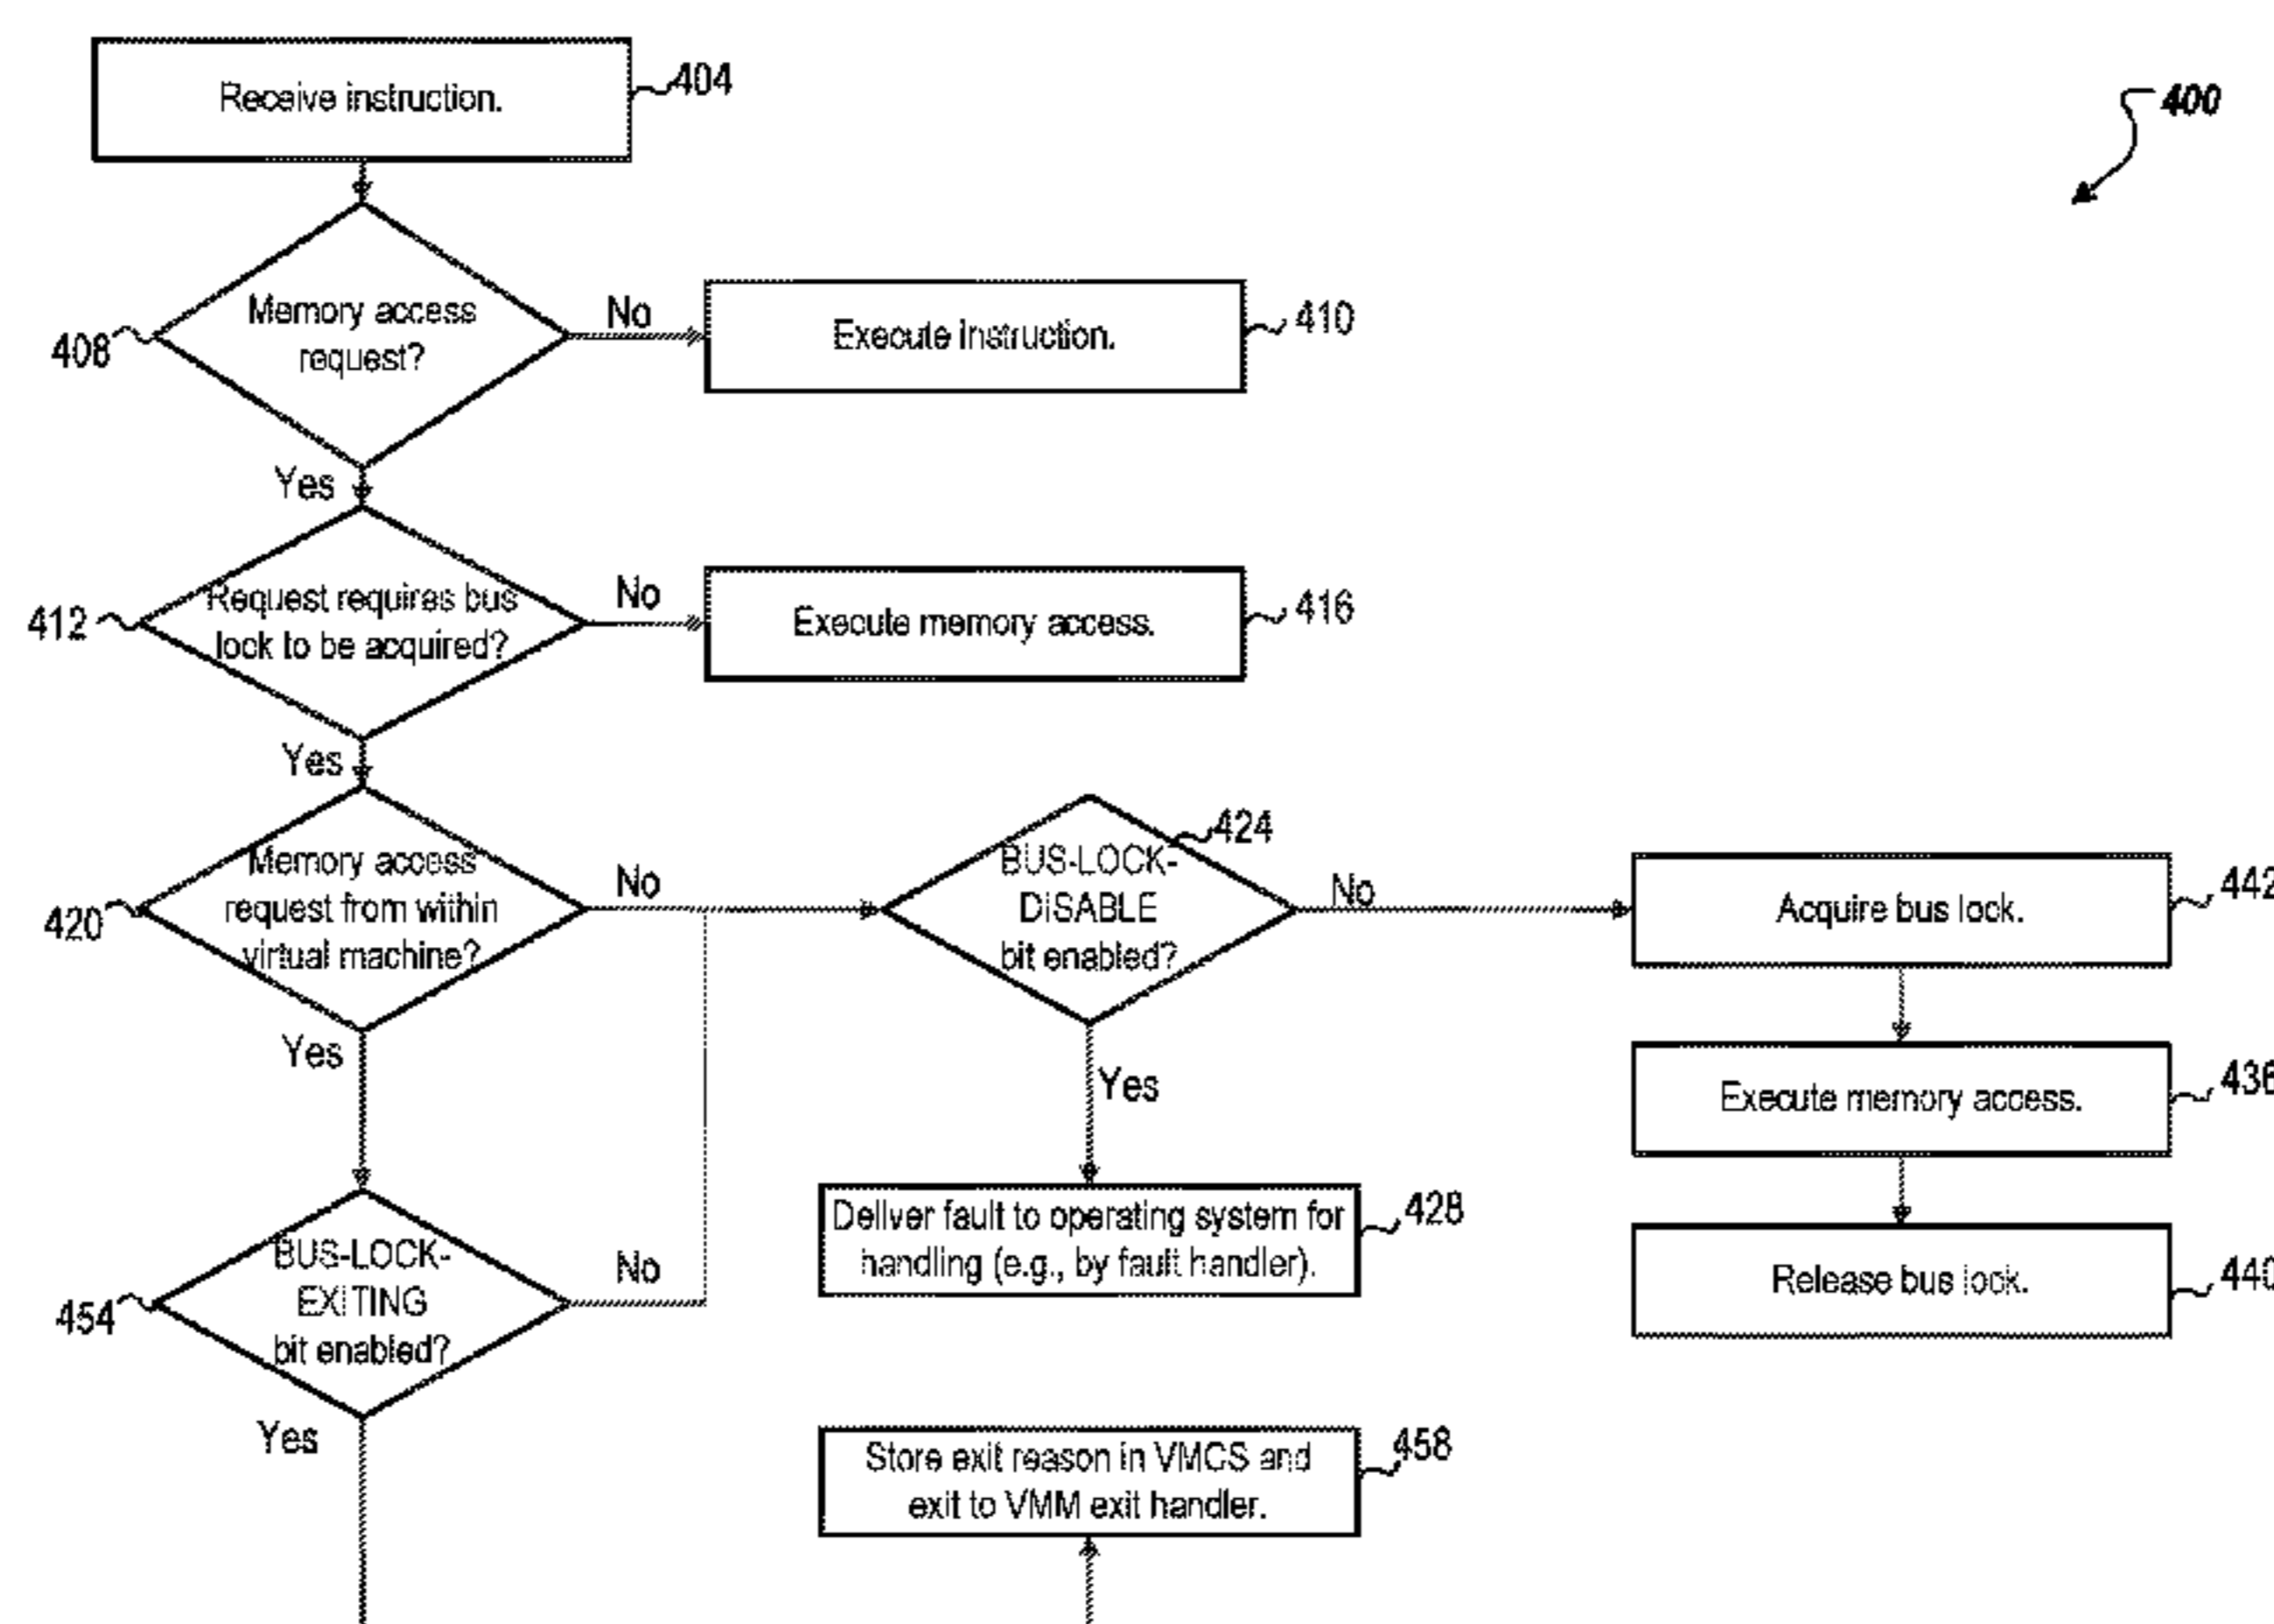 Receive instruction.
404
400
Memory access
request?
408
No
Execute instruction.
410
Yes
Request requires bus
lock to be acquired?
412
No
Execute memory access.
416
Yes
Memory access
request from within
virtual machine?
420
No
BUS-LOCK-
DISABLE
bit enabled?
424
No
Acquire bus lock.
442
Yes
Yes
Execute memory access.
436
Deliver fault to operating system for
handling (e.g., by fault handler).
428
Release bus lock.
440
BUS-LOCK-
EXITING
bit enabled?
454
No
Yes
Store exit reason in VMCS and
exit to VMM exit handler.
458